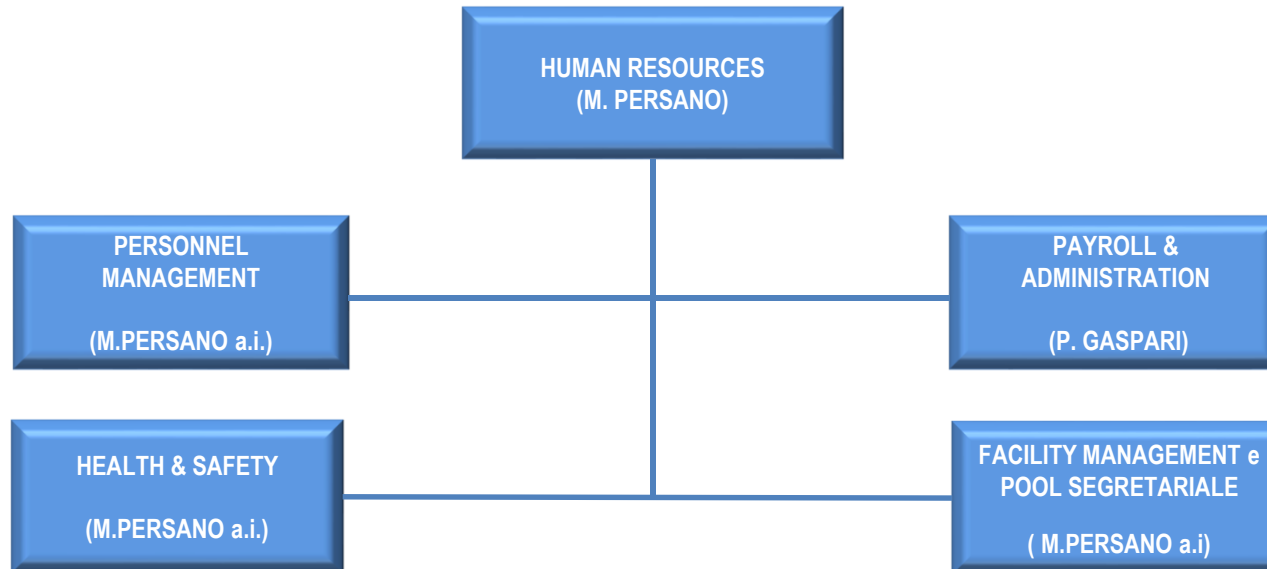 HUMAN RESOURCES
(M. PERSANO)
PERSONNEL
MANAGEMENT
(M.PERSANO a.i.)
PAYROLL &
ADMINISTRATION
(P. GASPARI)
HEALTH & SAFETY
(M.PERSANO a.i.)
FACILITY MANAGEMENT e
POOL SEGRETARIALE
( M.PERSANO a.i)